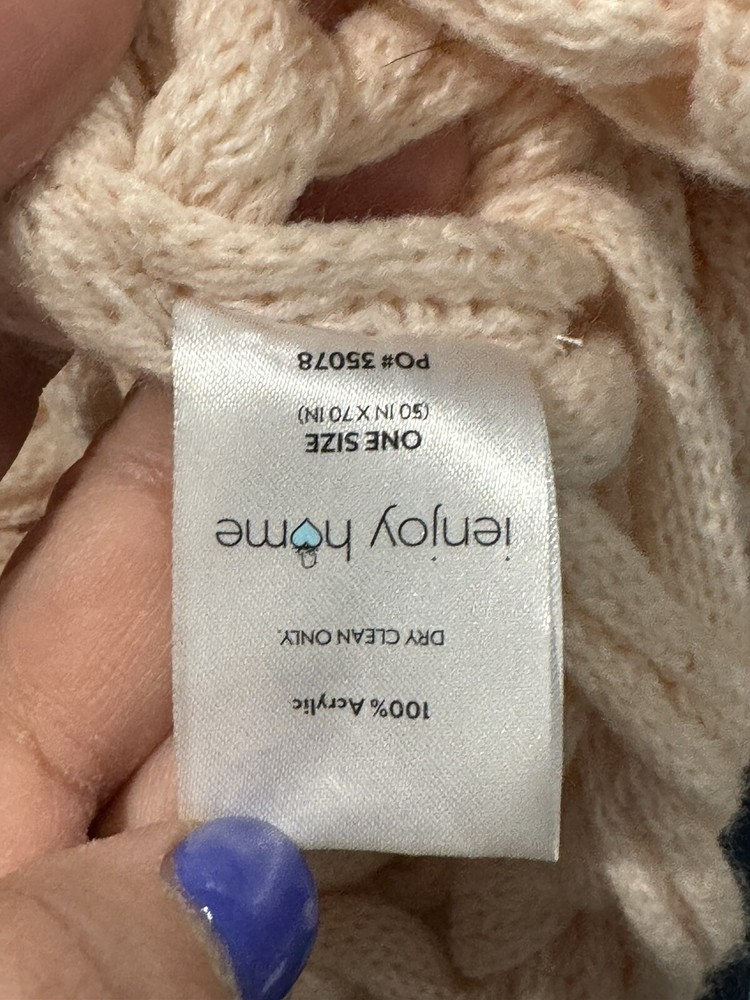 100% Acrylic
DRY CLEAN ONLY.
ienjoy home
ONE SIZE
(50 IN X 70 IN)
PO# 35078